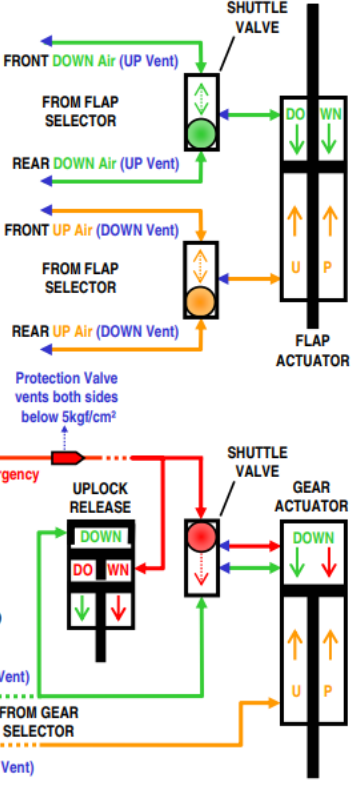 SHUTTLE
VALVE
FRONT DOWN Air (UP Vent)
FROM FLAP
SELECTOR
REAR DOWN Air (UP Vent)
DO WN
FRONT UP Air (DOWN Vent)
FROM FLAP
SELECTOR
REAR UP Air (DOWN Vent)
U P
FLAP
ACTUATOR
Protection Valve
vents both sides
below 5kgf/cm²
rgency
UPLOCK
RELEASE
DOWN
DO WN
SHUTTLE
VALVE
GEAR
ACTUATOR
DOWN
U P
Vent)
FROM GEAR
SELECTOR
Vent)